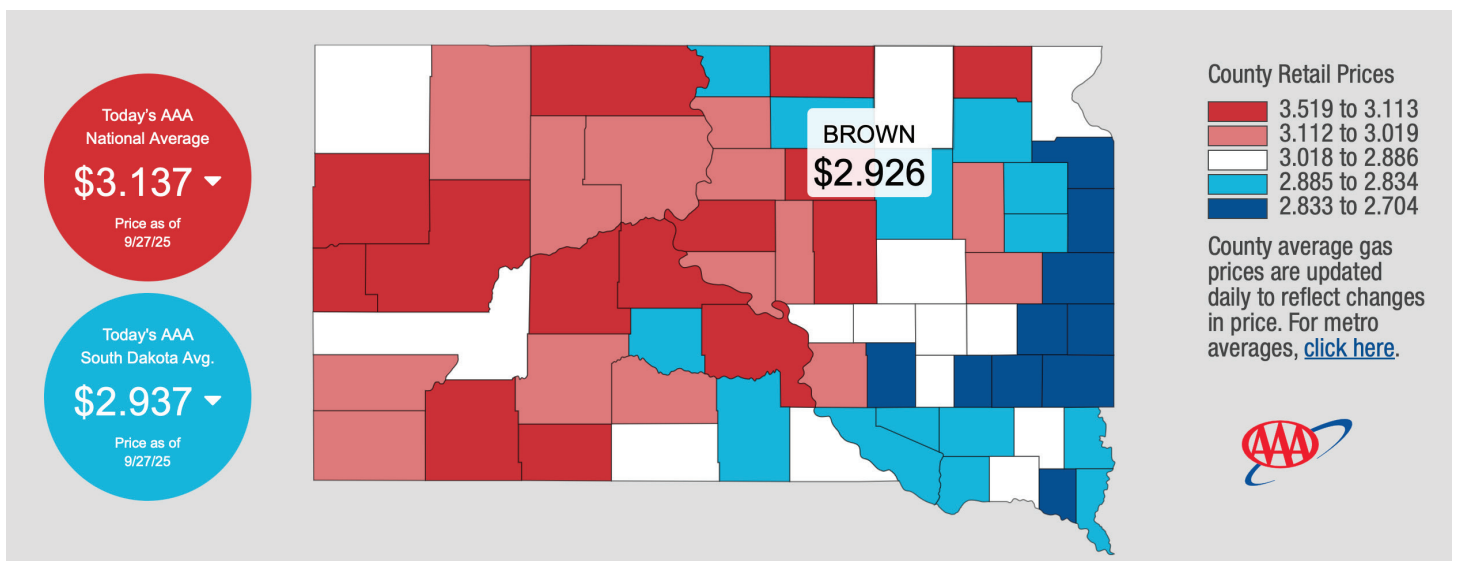 Today's AAA
National Average
$3.137
Price as of
9/27/25
Today's AAA
South Dakota Avg.
$2.937
Price as of
9/27/25
BROWN
$2.926
County Retail Prices
3.519 to 3.113
3.112 to 3.019
3.018 to 2.886
2.885 to 2.834
2.833 to 2.704
County average gas
prices are updated
daily to reflect changes
in price. For metro
averages, click here.
AAA